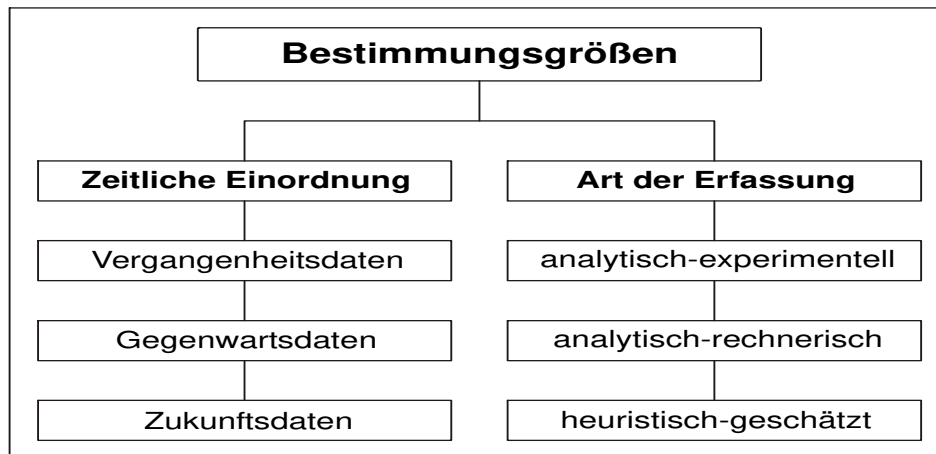 Bestimmungsgrößen
Zeitliche Einordnung
Vergangenheitsdaten
Gegenwartsdaten
Zukunftsdaten
Art der Erfassung
analytisch-experimentell
analytisch-rechnerisch
heuristisch-geschätzt